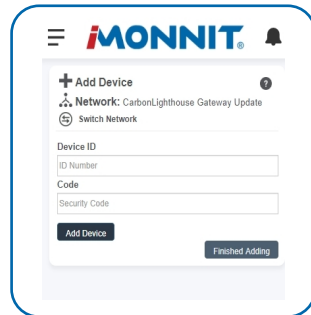 iMONNIT®
Add Device
Network: CarbonLighthouse Gateway Update
Switch Network
Device ID
ID Number
Code
Security Code
Add Device
Finished Adding